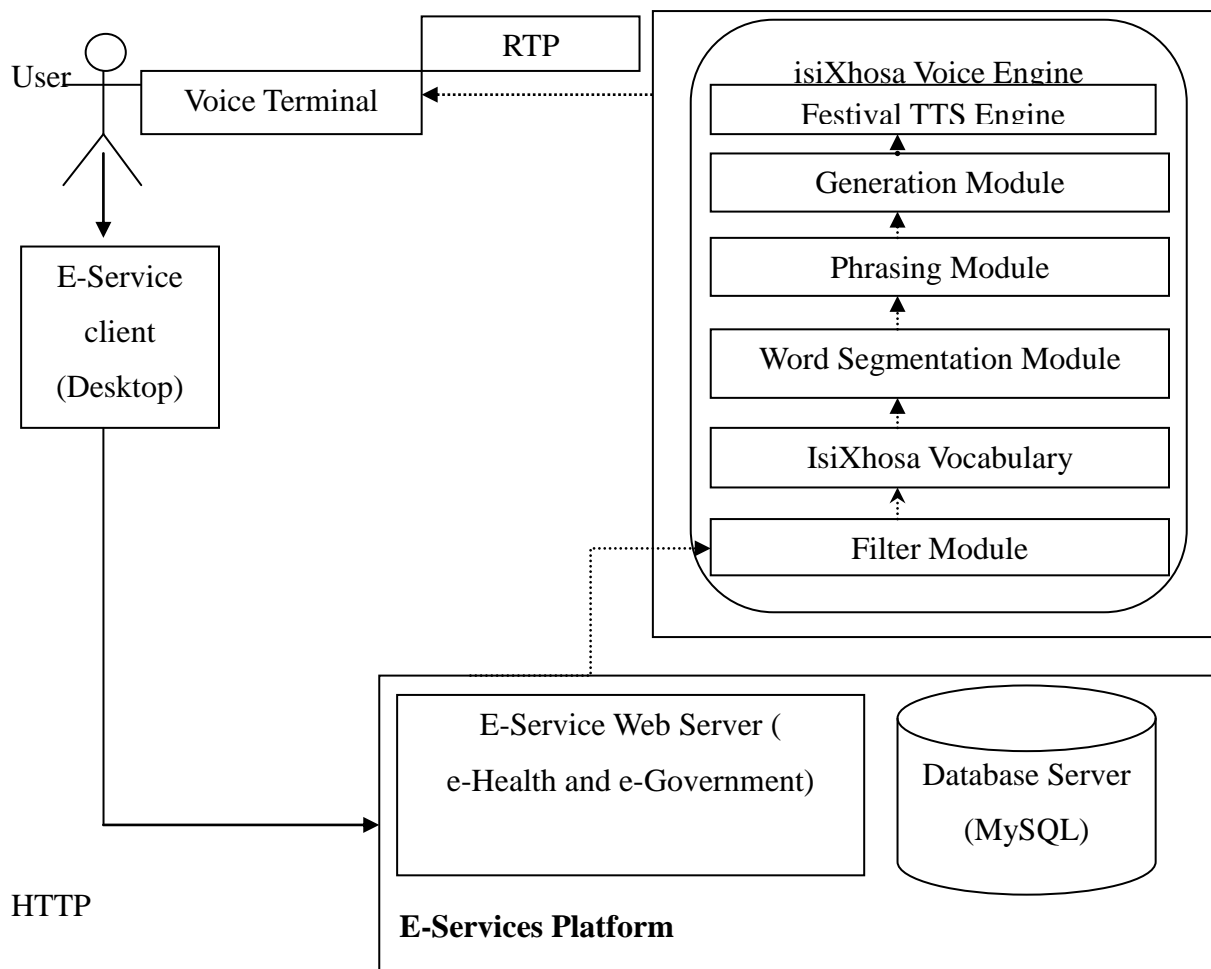 RTP
User
Voice Terminal
isiXhosa Voice Engine
Festival TTS Engine
Generation Module
Phrasing Module
Word Segmentation Module
IsiXhosa Vocabulary
Filter Module
E-Service
client
(Desktop)
E-Service Web Server (
e-Health and e-Government)
Database Server
(MySQL)
HTTP
E-Services Platform